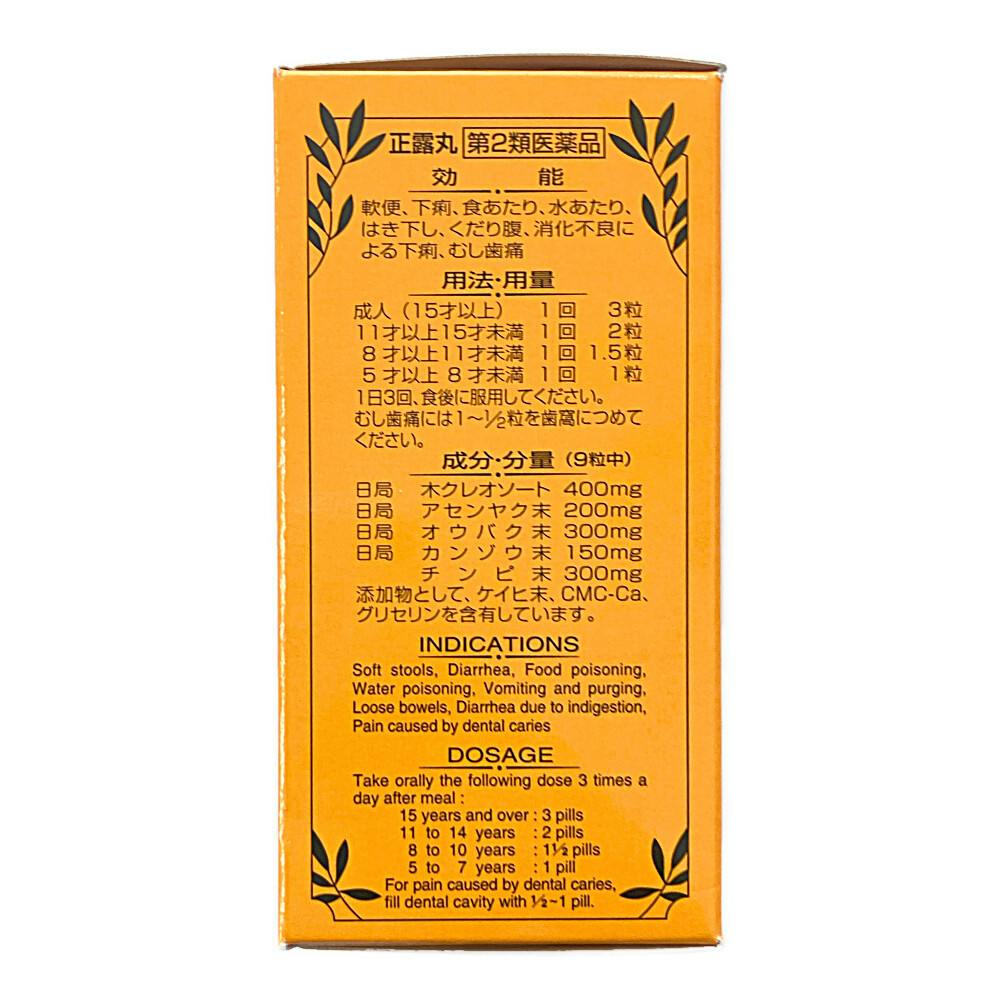 正露丸 第2類医薬品
効 能
軟便、下痢、食あたり、水あたり、
はき下し、くだり腹、消化不良に
よる下痢、むし歯痛
用法・用量
成人（15才以上） 1回 3粒
11才以上15才未満 1回 2粒
8才以上11才未満 1回 1.5粒
5才以上8才未満 1回 1粒
1日3回、食後に服用してください。
むし歯痛には1～½粒を歯窩につめて
ください。
成分・分量（9粒中）
日局 木クレオソート 400mg
日局 アセンヤク末 200mg
日局 オウバク末 300mg
日局 カンゾウ末 150mg
チンピ末 300mg
添加物として、ケイヒ末、CMC-Ca、
グリセリンを含有しています。
INDICATIONS
Soft stools, Diarrhea, Food poisoning,
Water poisoning, Vomiting and purging,
Loose bowels, Diarrhea due to indigestion,
Pain caused by dental caries
DOSAGE
Take orally the following dose 3 times a
day after meal :
15 years and over : 3 pills
11 to 14 years : 2 pills
8 to 10 years : 1½ pills
5 to 7 years : 1 pill
For pain caused by dental caries,
fill dental cavity with ½~1 pill.